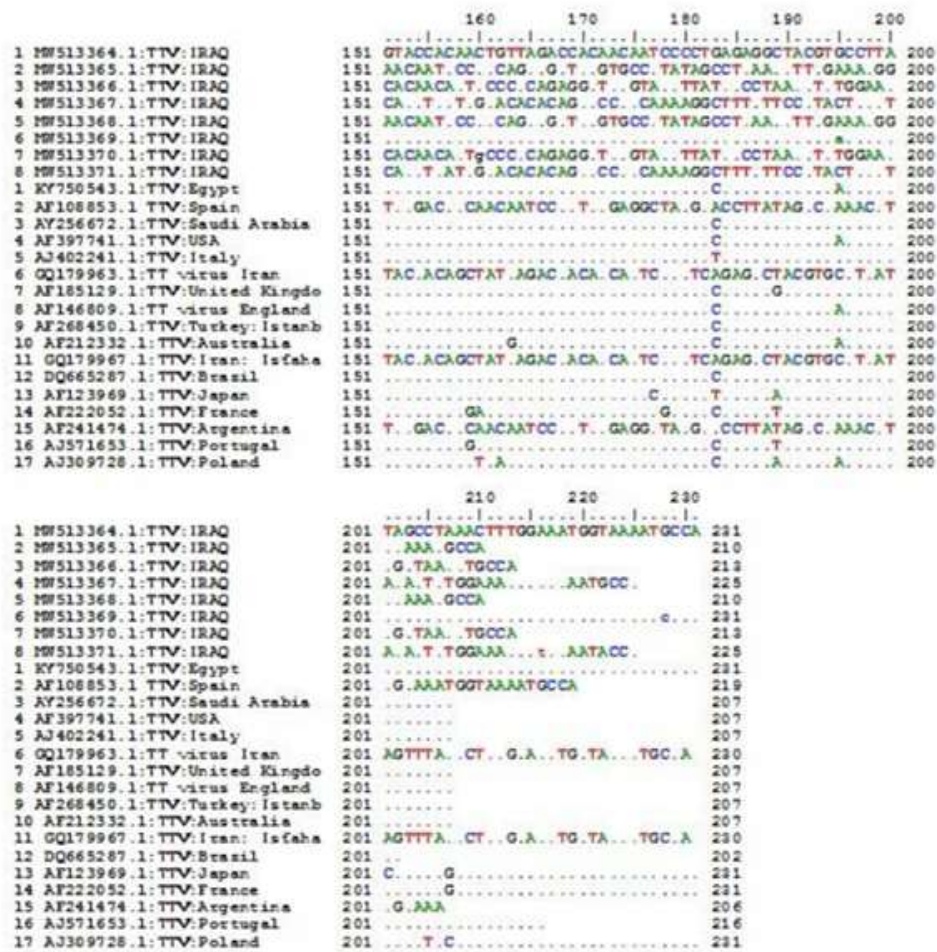 160 170 180 190 200
1 MW513364.1:TTV:IRAQ 151 GTACCACAACTGTTAGACCACAACAATCCCCTGAGAGGCTACGTGCCTTA 200
2 MW513365.1:TTV:IRAQ 151 AACAAT.CC..CAG..G.T..GTGCC.TATAGCCT.AA..TT.GAAA.GG 200
3 MW513366.1:TTV:IRAQ 151 CACAACA.T.CCC.CAGAGG.T..GTA..TTAT..CCTAA..T.TGGAA. 200
4 MW513367.1:TTV:IRAQ 151 CA..T..T.G.ACACACAG..CC..CAAAAGGCTTT.TTCC.TACT...T 200
5 MW513368.1:TTV:IRAQ 151 AACAAT.CC..CAG..G.T..GTGCC.TATAGCCT.AA..TT.GAAA.GG 200
6 MW513369.1:TTV:IRAQ 151 ............................................a..... 200
7 MW513370.1:TTV:IRAQ 151 CACAACA.TgCCC.CAGAGG.T..GTA..TTAT..CCTAA..T.TGGAA. 200
8 MW513371.1:TTV:IRAQ 151 CA..T.AT.G.ACACACAG..CC..CAAAAGGCTTT.TTCC.TACT...T 200
1 KY750543.1:TTV:Egypt 151 ................................C...........A..... 200
2 AF108853.1 TTV:Spain 151 T..GAC..CAACAATCC..T..GAGGCTA.G.ACCTTATAG.C.AAAC.T 200
3 AY256672.1:TTV:Saudi Arabia 151 ................................C................. 200
4 AF397741.1:TTV:USA 151 ................................C...........A..... 200
5 AJ402241.1:TTV:Italy 151 ................................T................. 200
6 GQ179963.1:TT virus Iran 151 TAC.ACAGCTAT.AGAC.ACA.CA.TC...TCAGAG.CTACGTGC.T.AT 200
7 AF185129.1:TTV:United Kingdo 151 ................................C.....G........... 200
8 AF146809.1:TT virus England 151 ................................C...........A..... 200
9 AF268450.1:TTV:Turkey:Istanb 151 ................................C................. 200
10 AF212332.1:TTV:Australia 151 ............G...................C...........A..... 200
11 GQ179967.1:TTV:Iran: Isfaha 151 TAC.ACAGCTAT.AGAC.ACA.CA.TC...TCAGAG.CTACGTGC.T.AT 200
12 DQ665287.1:TTV:Brasil 151 ................................C................. 200
13 AF123969.1:TTV:Japan 151 ..........................C.....T.....A........... 200
14 AF222052.1:TTV:France 151 ........GA.................G....C.....T........... 200
15 AF241474.1:TTV:Argentina 151 T..GAC..CAACAATCC..T..GAGG.TA.G..CCTTATAG.C.AAAC.T 200
16 AJ571653.1:TTV:Portugal 151 ........G.......................C.....T........... 200
17 AJ309728.1:TTV:Poland 151 .........T.A....................C.....A.....A..... 200
210 220 230
1 MW513364.1:TTV:IRAQ 201 TAGCCTAAACTTTGGAAATGGTAAAATGCCA 231
2 MW513365.1:TTV:IRAQ 201 ..AAA.GCCA 210
3 MW513366.1:TTV:IRAQ 201 .G.TAA..TGCCA 213
4 MW513367.1:TTV:IRAQ 201 A.A.T.TGGAAA......AATGCC. 225
5 MW513368.1:TTV:IRAQ 201 ..AAA.GCCA 210
6 MW513369.1:TTV:IRAQ 201 ...........................c... 231
7 MW513370.1:TTV:IRAQ 201 .G.TAA..TGCCA 213
8 MW513371.1:TTV:IRAQ 201 A.A.T.TGGAAA...t..AATACC. 225
1 KY750543.1:TTV:Egypt 201 ............................... 231
2 AF108853.1 TTV:Spain 201 .G.AAATGGTAAAATGCCA 219
3 AY256672.1:TTV:Saudi Arabia 201 ....... 207
4 AF397741.1:TTV:USA 201 ....... 207
5 AJ402241.1:TTV:Italy 201 ....... 207
6 GQ179963.1:TT virus Iran 201 AGTTTA..CT..G.A..TG.TA...TGC.A 230
7 AF185129.1:TTV:United Kingdo 201 ....... 207
8 AF146809.1:TT virus England 201 ....... 207
9 AF268450.1:TTV:Turkey:Istanb 201 ....... 207
10 AF212332.1:TTV:Australia 201 ....... 207
11 GQ179967.1:TTV:Iran: Isfaha 201 AGTTTA..CT..G.A..TG.TA...TGC.A 230
12 DQ665287.1:TTV:Brasil 201 .. 202
13 AF123969.1:TTV:Japan 201 C.....G........................ 231
14 AF222052.1:TTV:France 201 ......G........................ 231
15 AF241474.1:TTV:Argentina 201 .G.AAA 206
16 AJ571653.1:TTV:Portugal 201 ................ 216
17 AJ309728.1:TTV:Poland 201 ....T.C........................ 231